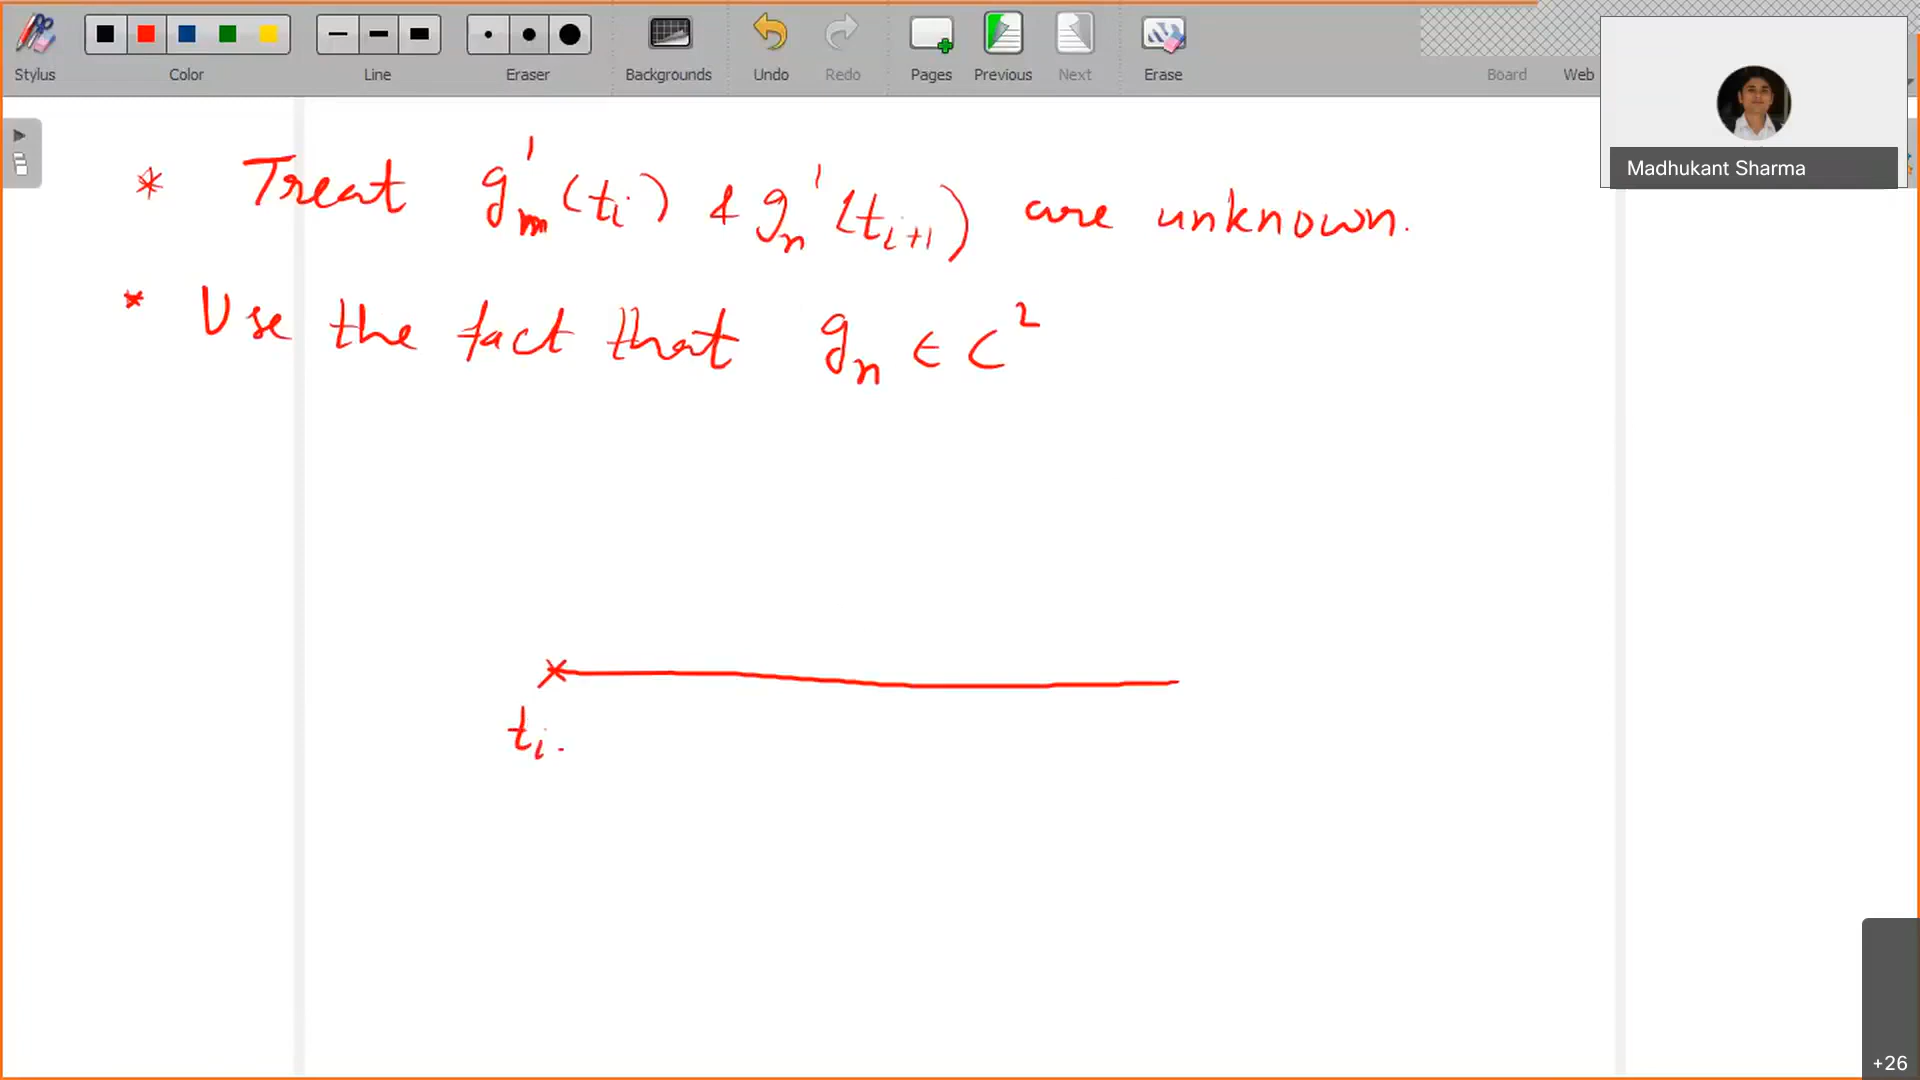 Stylus Color Line Eraser Backgrounds Undo Redo Pages Previous Next Erase Board Web
Madhukant Sharma
* Treat g'ₙ(tᵢ) & g'ₙ(tᵢ₊₁) are unknown.
* Use the fact that gₙ ∈ C²
tᵢ.
+26